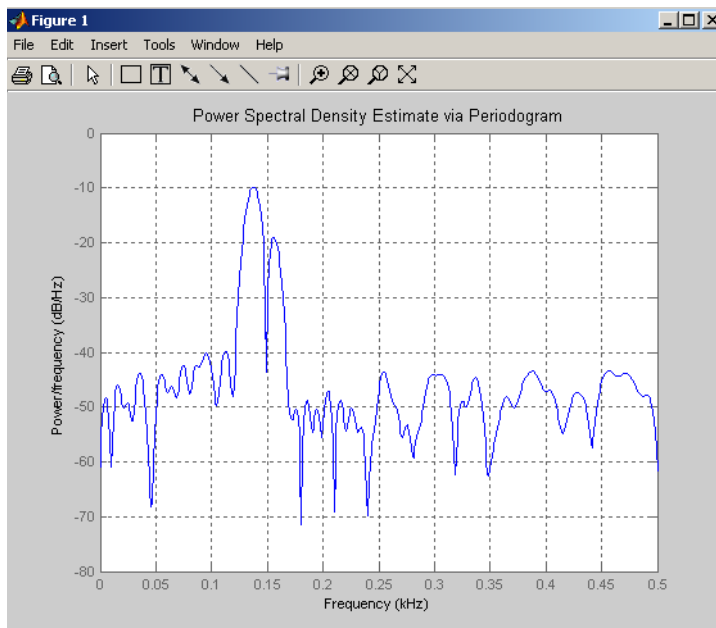 Figure 1
File Edit Insert Tools Window Help
T
Power Spectral Density Estimate via Periodogram
0
-10
-20
-30
-40
-50
-60
-70
-80
Power/frequency (dB/Hz)
0 0.05 0.1 0.15 0.2 0.25 0.3 0.35 0.4 0.45 0.5
Frequency (kHz)